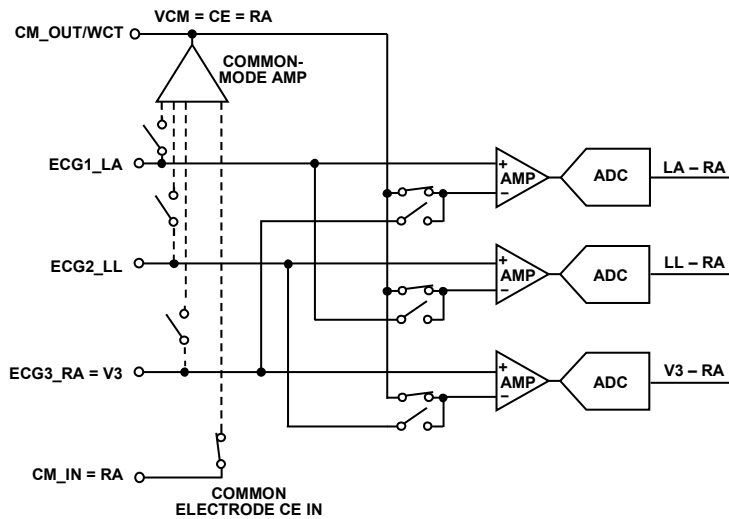 VCM = CE = RA
CM_OUT/WCT
COMMON-
MODE AMP
ECG1_LA
+
AMP
–
ADC
LA – RA
ECG2_LL
+
AMP
–
ADC
LL – RA
ECG3_RA = V3
+
AMP
–
ADC
V3 – RA
CM_IN = RA
COMMON
ELECTRODE CE IN